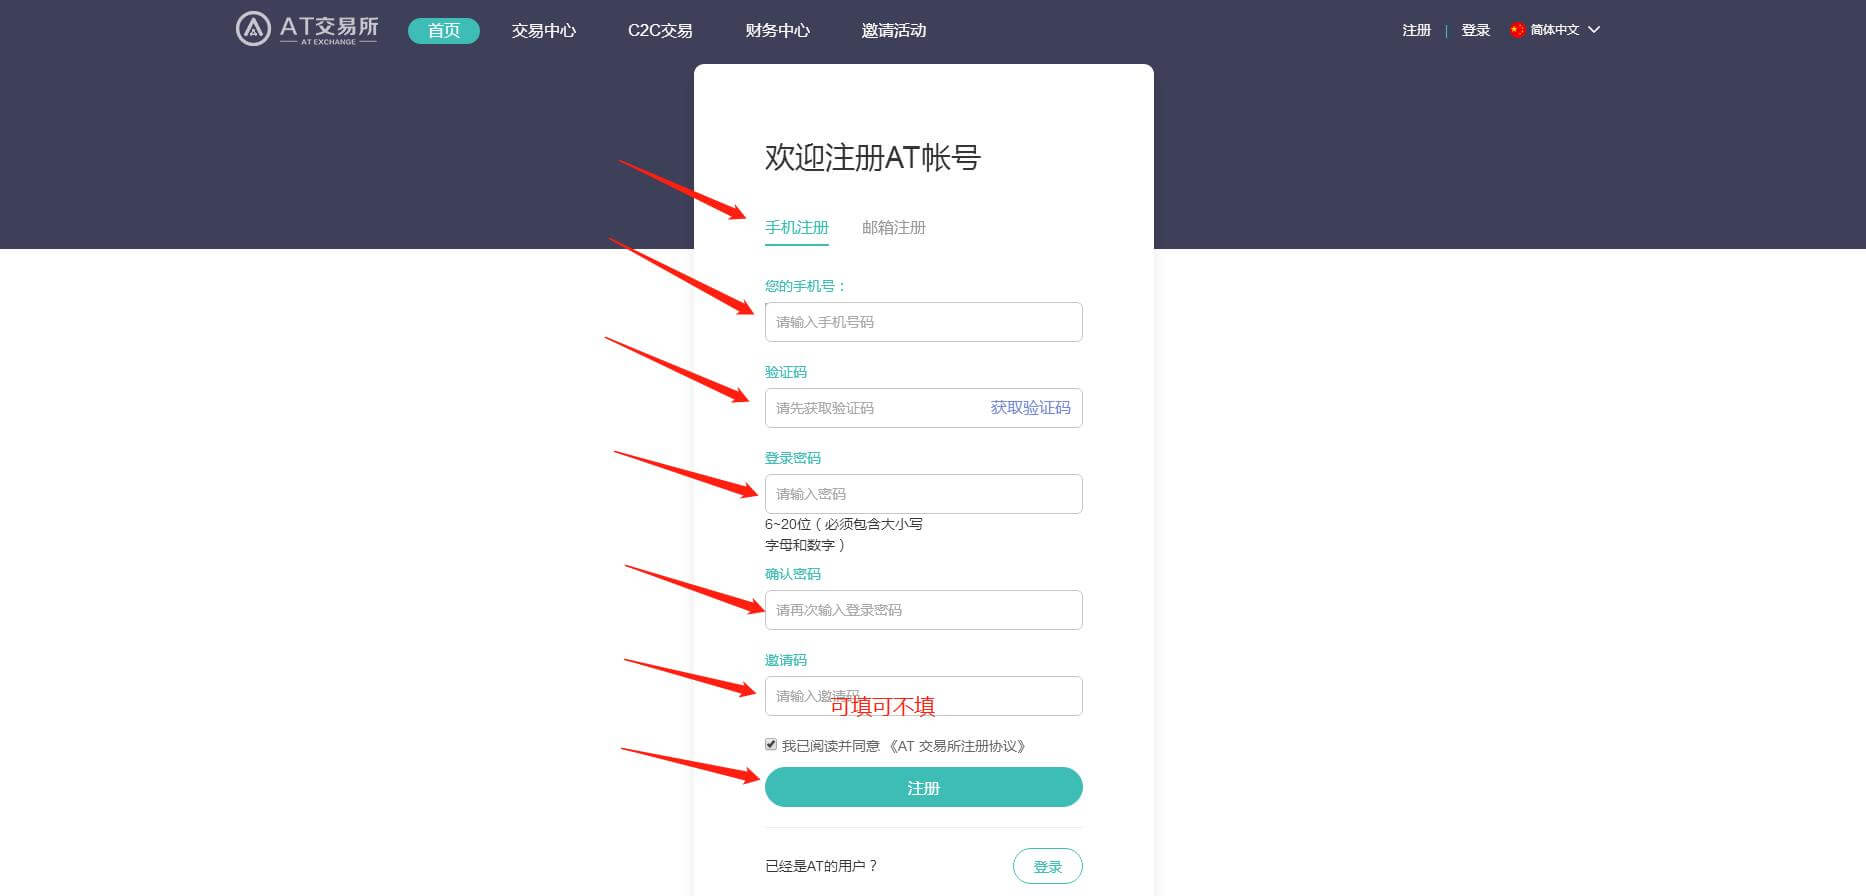 AT交易所
AT EXCHANGE
首页 交易中心 C2C交易 财务中心 邀请活动 注册 | 登录 简体中文
欢迎注册AT帐号
手机注册 邮箱注册
您的手机号：
请输入手机号码
验证码
请先获取验证码 获取验证码
登录密码
请输入密码
6~20位（必须包含大小写
字母和数字）
确认密码
请再次输入登录密码
邀请码
请输入邀请码
可填可不填
我已阅读并同意 《AT 交易所注册协议》
注册
已经是AT的用户？ 登录